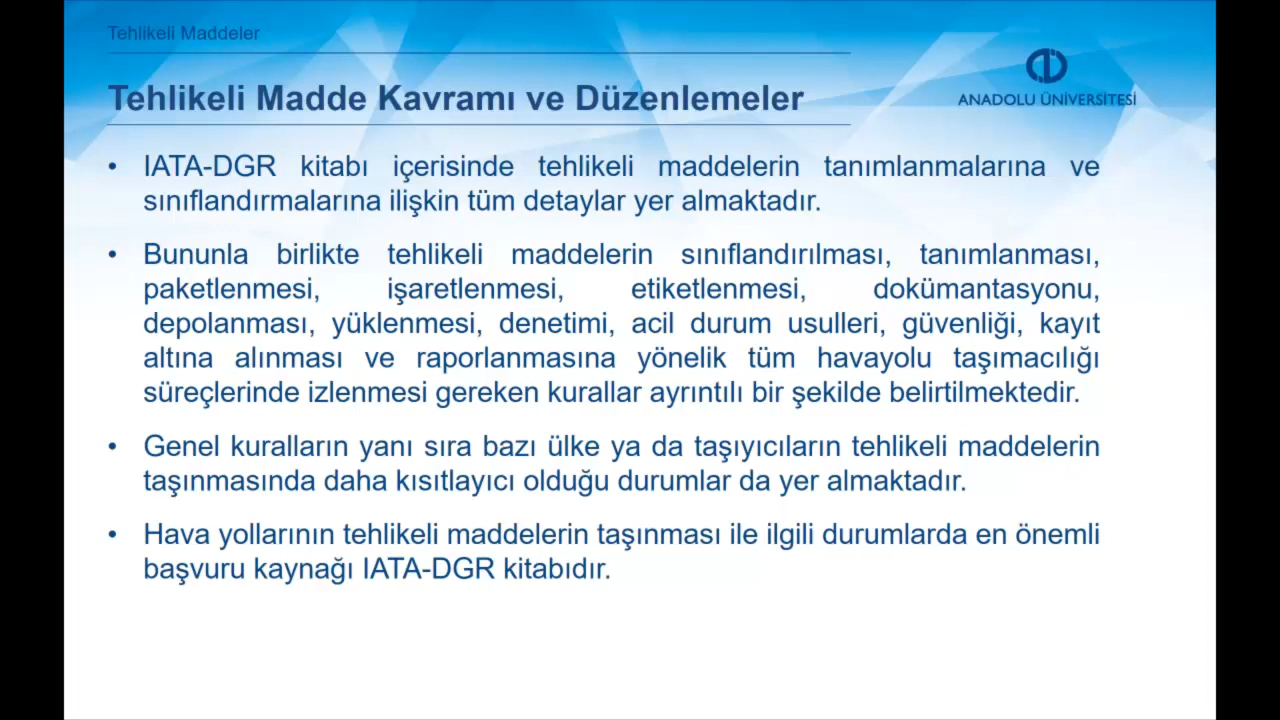 Tehlikeli Maddeler
Tehlikeli Madde Kavramı ve Düzenlemeler
ANADOLU ÜNİVERSİTESİ
• IATA-DGR kitabı içerisinde tehlikeli maddelerin tanımlanmalarına ve
sınıflandırmalarına ilişkin tüm detaylar yer almaktadır.
• Bununla birlikte tehlikeli maddelerin sınıflandırılması, tanımlanması,
paketlenmesi, işaretlenmesi, etiketlenmesi, dokümantasyonu,
depolanması, yüklenmesi, denetimi, acil durum usulleri, güvenliği, kayıt
altına alınması ve raporlanmasına yönelik tüm havayolu taşımacılığı
süreçlerinde izlenmesi gereken kurallar ayrıntılı bir şekilde belirtilmektedir.
• Genel kuralların yanı sıra bazı ülke ya da taşıyıcıların tehlikeli maddelerin
taşınmasında daha kısıtlayıcı olduğu durumlar da yer almaktadır.
• Hava yollarının tehlikeli maddelerin taşınması ile ilgili durumlarda en önemli
başvuru kaynağı IATA-DGR kitabıdır.